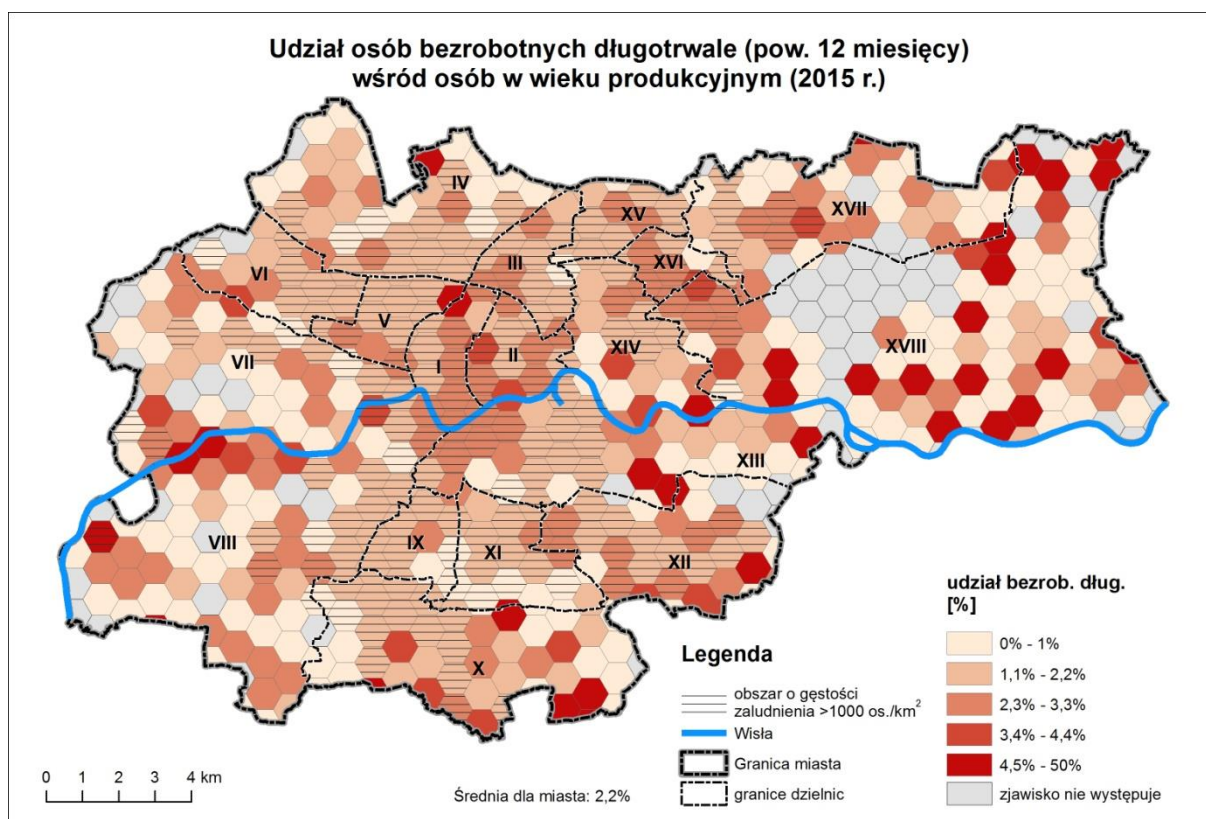 Udział osób bezrobotnych długotrwale (pow. 12 miesięcy)
wśród osób w wieku produkcyjnym (2015 r.)
IV
XV
XVII
III
XVI
VI
V
XVIII
VII
I
II
XIV
XIII
VIII
IX
XI
XII
X
udział bezrob. dług.
[%]
0% - 1%
1,1% - 2,2%
2,3% - 3,3%
3,4% - 4,4%
4,5% - 50%
zjawisko nie występuje
Legenda
obszar o gęstości
zaludnienia >1000 os./km²
Wisła
Granica miasta
granice dzielnic
0 1 2 4 km
Średnia dla miasta: 2,2%